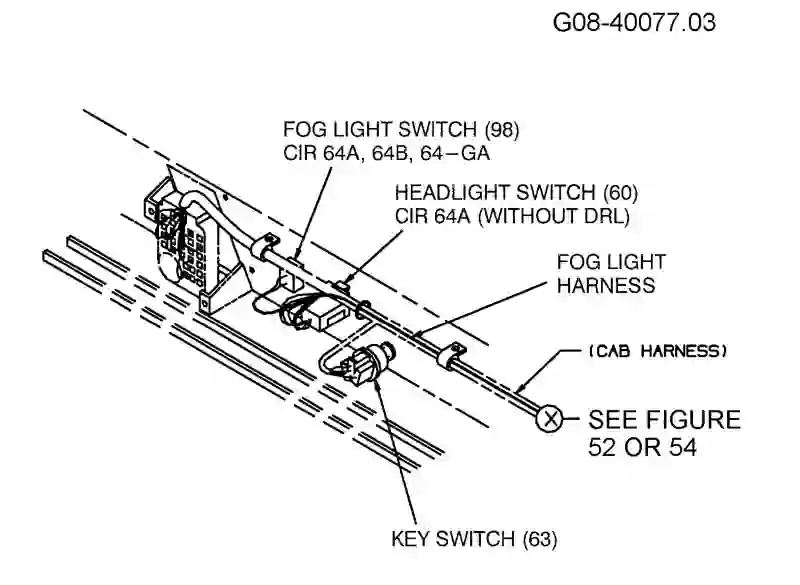 G08-40077.03
FOG LIGHT SWITCH (98)
CIR 64A, 64B, 64-GA
HEADLIGHT SWITCH (60)
CIR 64A (WITHOUT DRL)
FOG LIGHT
HARNESS
(CAB HARNESS)
X
SEE FIGURE
52 OR 54
KEY SWITCH (63)